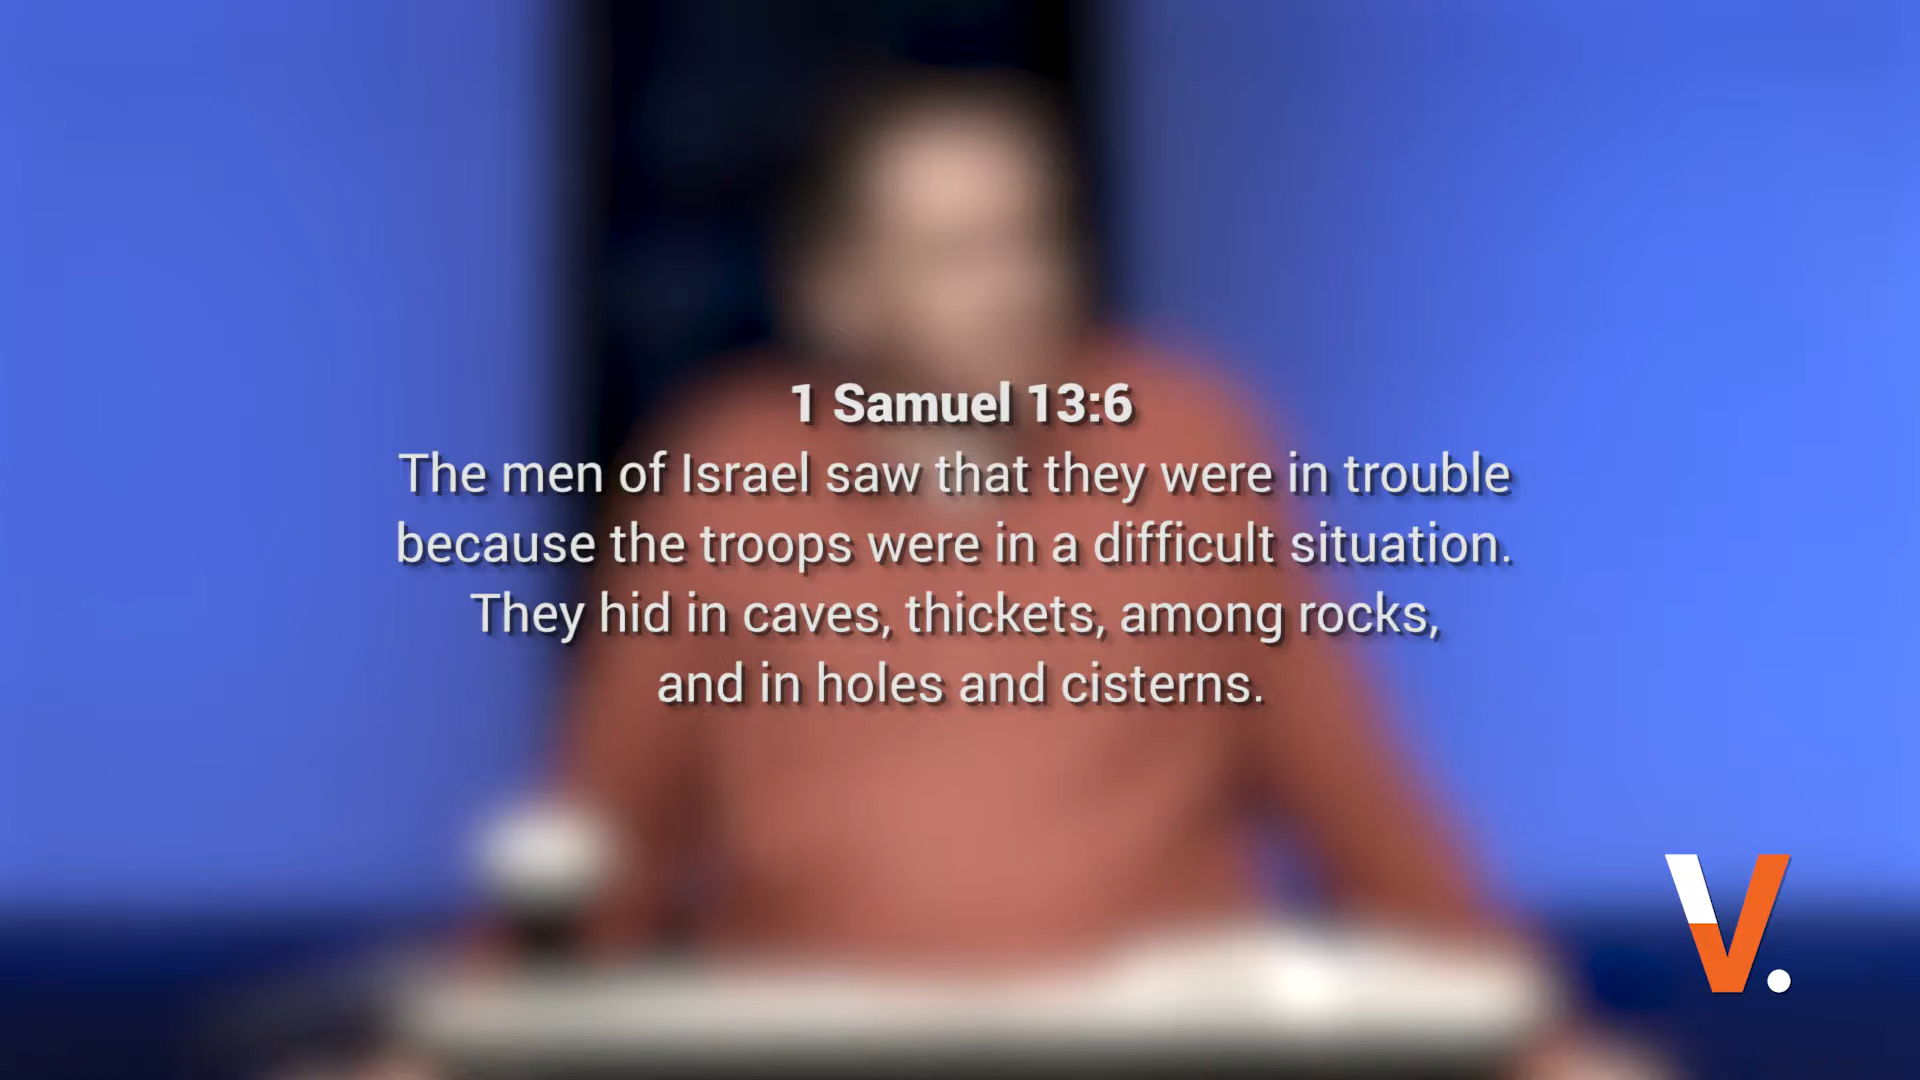 1 Samuel 13:6
The men of Israel saw that they were in trouble
because the troops were in a difficult situation.
They hid in caves, thickets, among rocks,
and in holes and cisterns.
V.